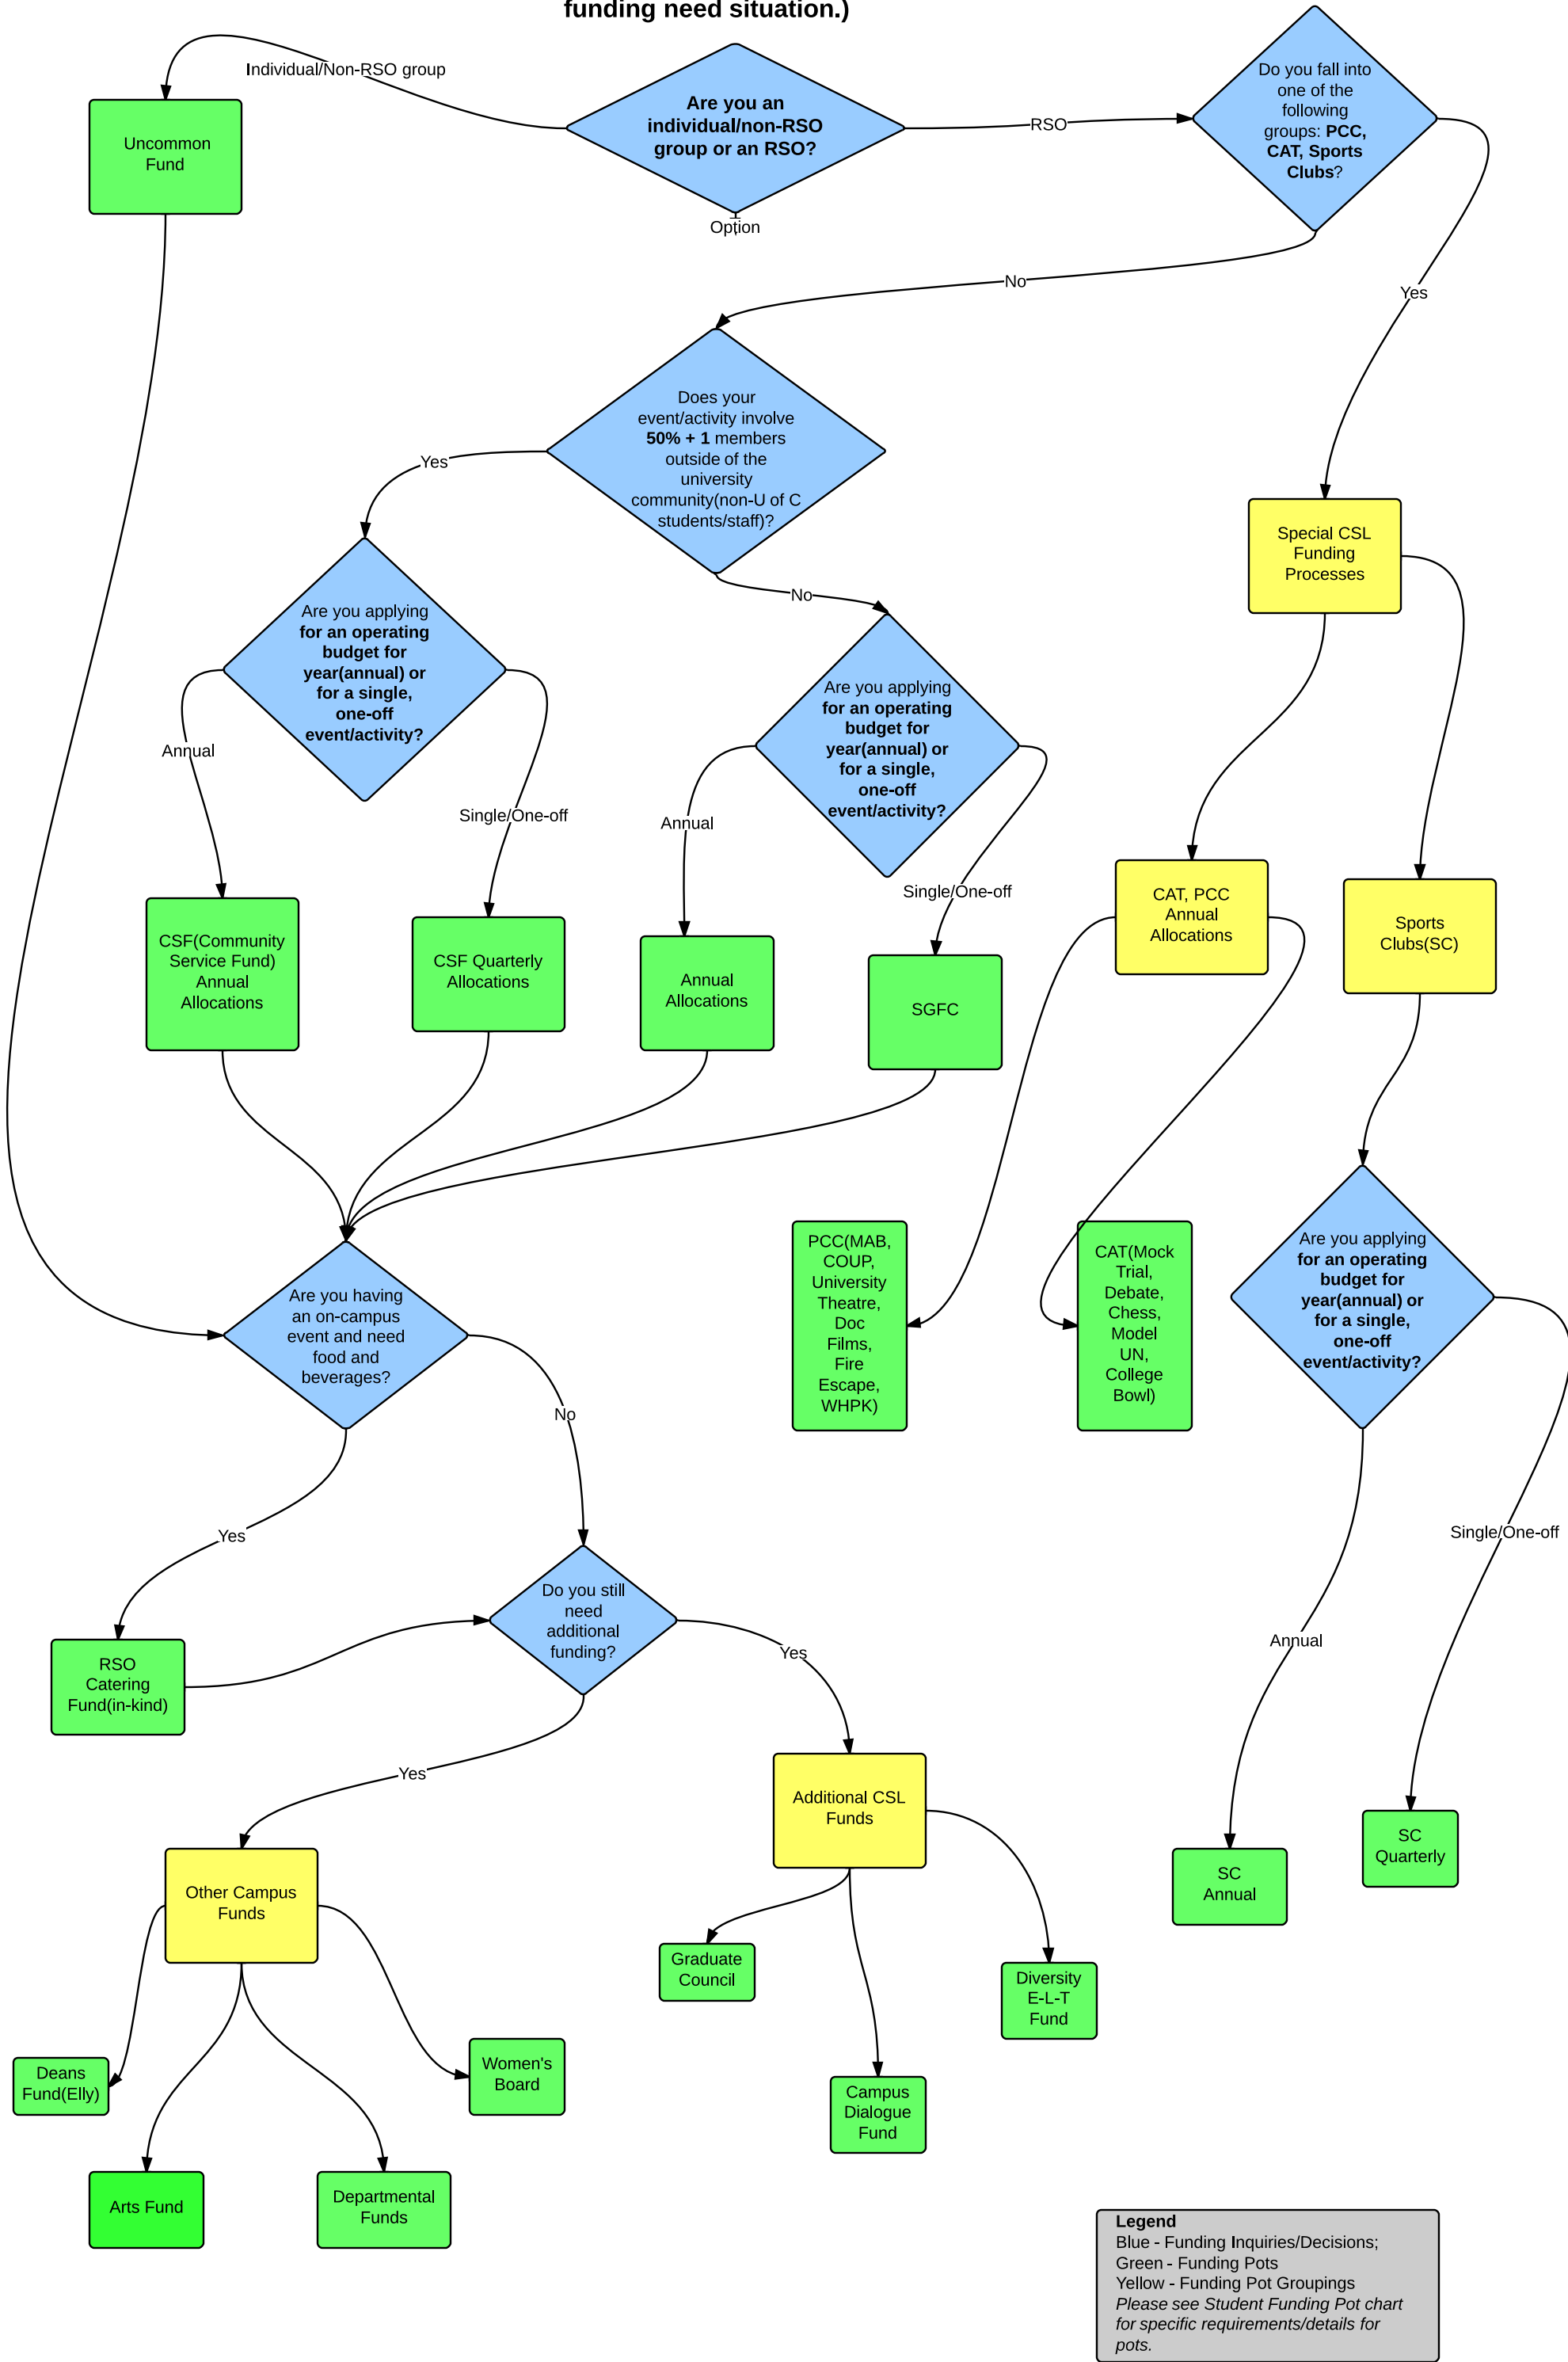 funding need situation.)
Individual/Non-RSO group
Are you an
individual/non-RSO
group or an RSO?
RSO
Option
Do you fall into
one of the
following
groups: PCC,
CAT, Sports
Clubs?
Uncommon
Fund
No
Yes
Does your
event/activity involve
50% + 1 members
outside of the
university
community(non-U of C
students/staff)?
Yes
No
Special CSL
Funding
Processes
Are you applying
for an operating
budget for
year(annual) or
for a single,
one-off
event/activity?
Annual
Single/One-off
Are you applying
for an operating
budget for
year(annual) or
for a single,
one-off
event/activity?
Annual
Single/One-off
CSF(Community
Service Fund)
Annual
Allocations
CSF Quarterly
Allocations
Annual
Allocations
SGFC
CAT, PCC
Annual
Allocations
Sports
Clubs(SC)
Are you having
an on-campus
event and need
food and
beverages?
PCC(MAB,
COUP,
University
Theatre,
Doc
Films,
Fire
Escape,
WHPK)
CAT(Mock
Trial,
Debate,
Chess,
Model
UN,
College
Bowl)
Are you applying
for an operating
budget for
year(annual) or
for a single,
one-off
event/activity?
No
Yes
Single/One-off
Annual
Do you still
need
additional
funding?
RSO
Catering
Fund(in-kind)
Yes
Yes
Additional CSL
Funds
Other Campus
Funds
SC
Annual
SC
Quarterly
Graduate
Council
Diversity
E-L-T
Fund
Campus
Dialogue
Fund
Deans
Fund(Elly)
Women's
Board
Arts Fund
Departmental
Funds
Legend
Blue - Funding Inquiries/Decisions;
Green - Funding Pots
Yellow - Funding Pot Groupings
Please see Student Funding Pot chart
for specific requirements/details for
pots.